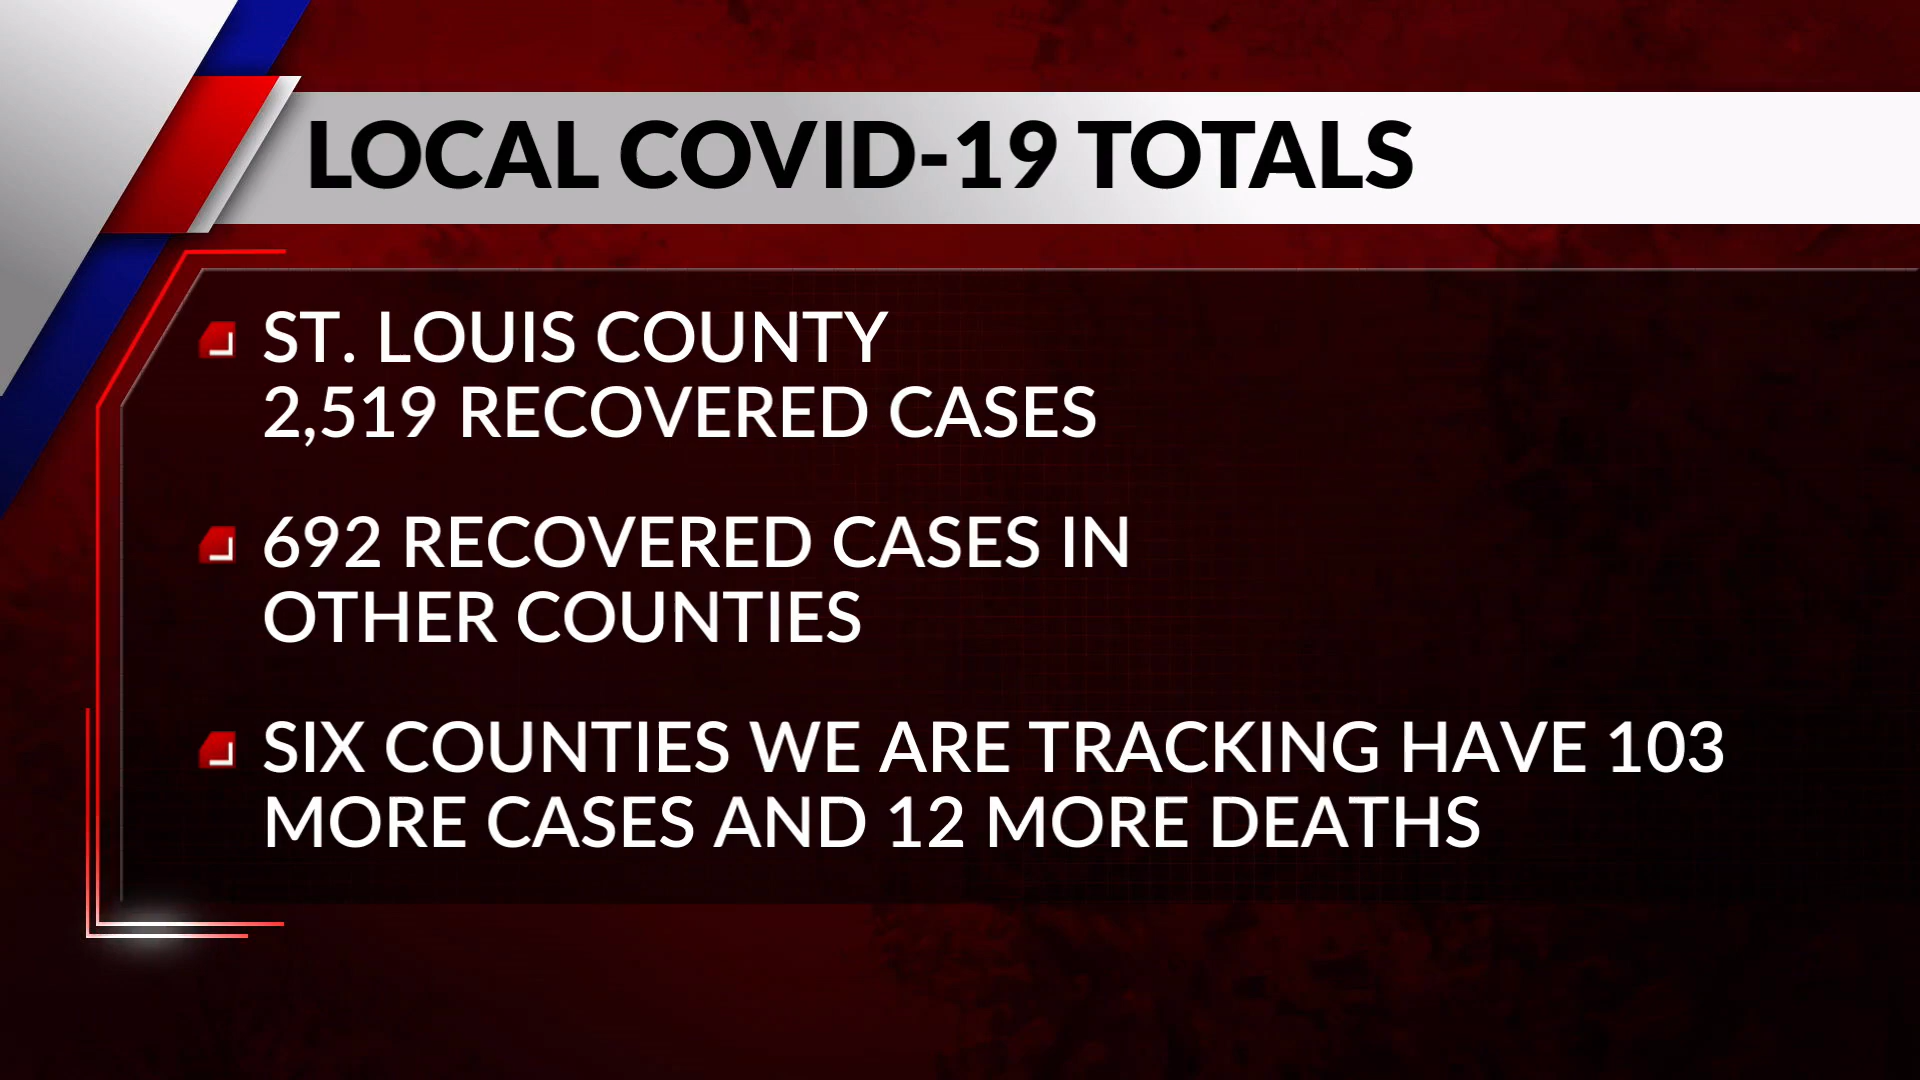 LOCAL COVID-19 TOTALS
ST. LOUIS COUNTY
2,519 RECOVERED CASES
692 RECOVERED CASES IN
OTHER COUNTIES
SIX COUNTIES WE ARE TRACKING HAVE 103
MORE CASES AND 12 MORE DEATHS